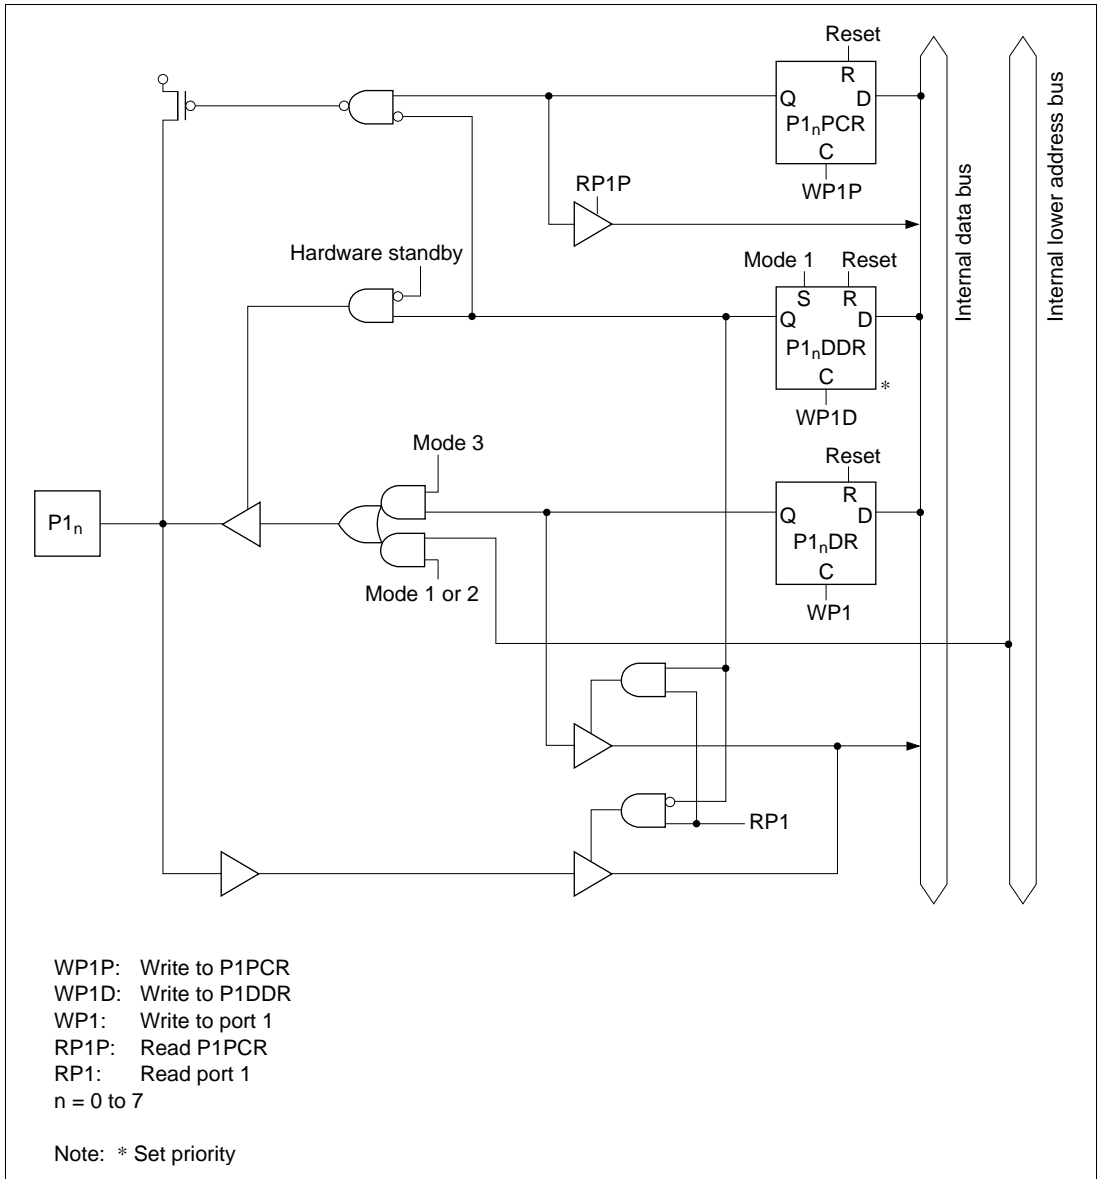 Reset
R
Q D
P1nPCR
C
WP1P
RP1P
Hardware standby
Mode 1 Reset
S R
Q D
P1nDDR
C
*
WP1D
Mode 3
Reset
R
Q D
P1nDR
C
WP1
P1n
Mode 1 or 2
RP1
Internal data bus
Internal lower address bus
WP1P: Write to P1PCR
WP1D: Write to P1DDR
WP1: Write to port 1
RP1P: Read P1PCR
RP1: Read port 1
n = 0 to 7
Note: * Set priority